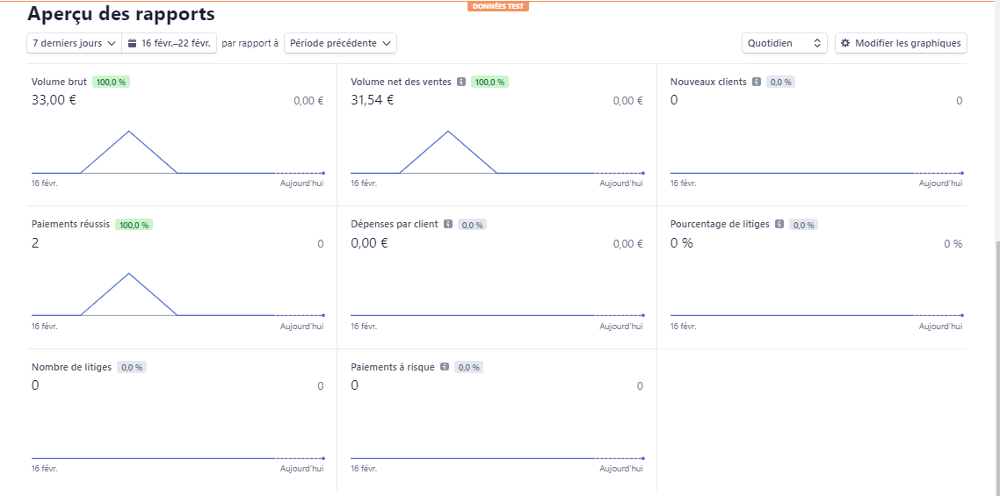 DONNÉES TEST
Aperçu des rapports
7 derniers jours 16 févr.–22 févr. par rapport à Période précédente Quotidien Modifier les graphiques
Volume brut 100,0 %
33,00 € 0,00 €
16 févr. Aujourd'hui
Volume net des ventes 100,0 %
31,54 € 0,00 €
16 févr. Aujourd'hui
Nouveaux clients 0,0 %
0 0
16 févr. Aujourd'hui
Paiements réussis 100,0 %
2 0
16 févr. Aujourd'hui
Dépenses par client 0,0 %
0,00 € 0,00 €
16 févr. Aujourd'hui
Pourcentage de litiges 0,0 %
0 % 0 %
16 févr. Aujourd'hui
Nombre de litiges 0,0 %
0 0
16 févr. Aujourd'hui
Paiements à risque 0,0 %
0 0
16 févr. Aujourd'hui